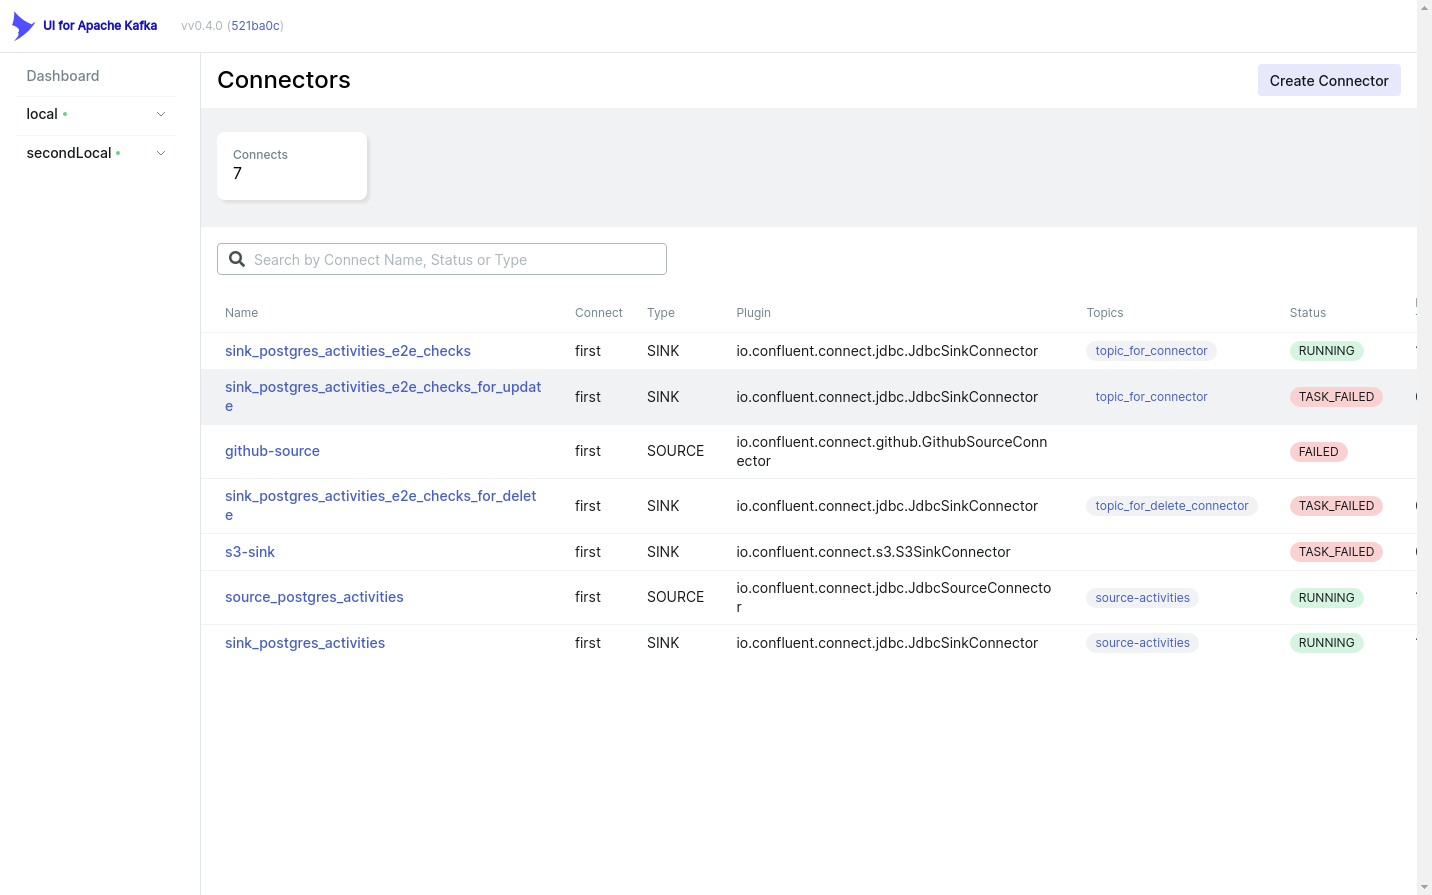 UI for Apache Kafka vv0.4.0 (521ba0c)
Dashboard
local
secondLocal
Connectors
Create Connector
Connects
7
Search by Connect Name, Status or Type
Name Connect Type Plugin Topics Status
sink_postgres_activities_e2e_checks first SINK io.confluent.connect.jdbc.JdbcSinkConnector topic_for_connector RUNNING
sink_postgres_activities_e2e_checks_for_updat
e
first SINK io.confluent.connect.jdbc.JdbcSinkConnector topic_for_connector TASK_FAILED
github-source first SOURCE
io.confluent.connect.github.GithubSourceConn
ector
FAILED
sink_postgres_activities_e2e_checks_for_delet
e
first SINK io.confluent.connect.jdbc.JdbcSinkConnector topic_for_delete_connector TASK_FAILED
s3-sink first SINK io.confluent.connect.s3.S3SinkConnector TASK_FAILED
source_postgres_activities first SOURCE
io.confluent.connect.jdbc.JdbcSourceConnecto
r
source-activities RUNNING
sink_postgres_activities first SINK io.confluent.connect.jdbc.JdbcSinkConnector source-activities RUNNING